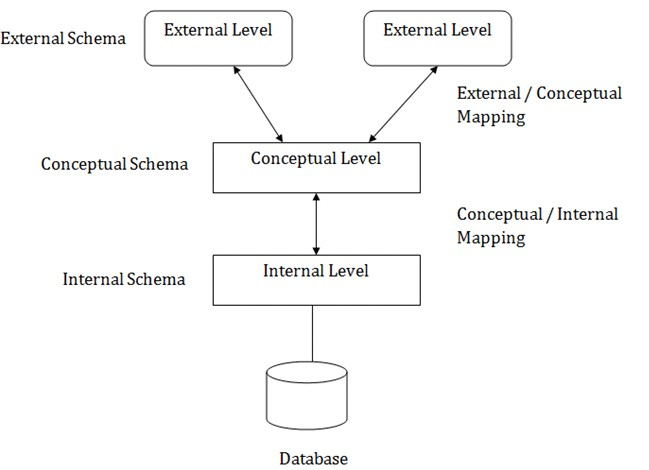 External Level
External Level
External Schema
External / Conceptual
Mapping
Conceptual Schema
Conceptual Level
Conceptual / Internal
Mapping
Internal Schema
Internal Level
Database